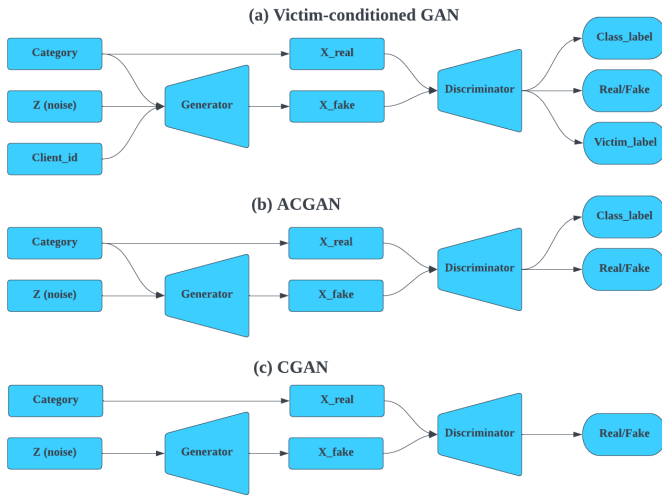 (a) Victim-conditioned GAN
Category
X_real
Class_label
Z (noise)
Generator
X_fake
Discriminator
Real/Fake
Client_id
Victim_label
(b) ACGAN
Category
X_real
Class_label
Z (noise)
Generator
X_fake
Discriminator
Real/Fake
(c) CGAN
Category
X_real
Z (noise)
Generator
X_fake
Discriminator
Real/Fake